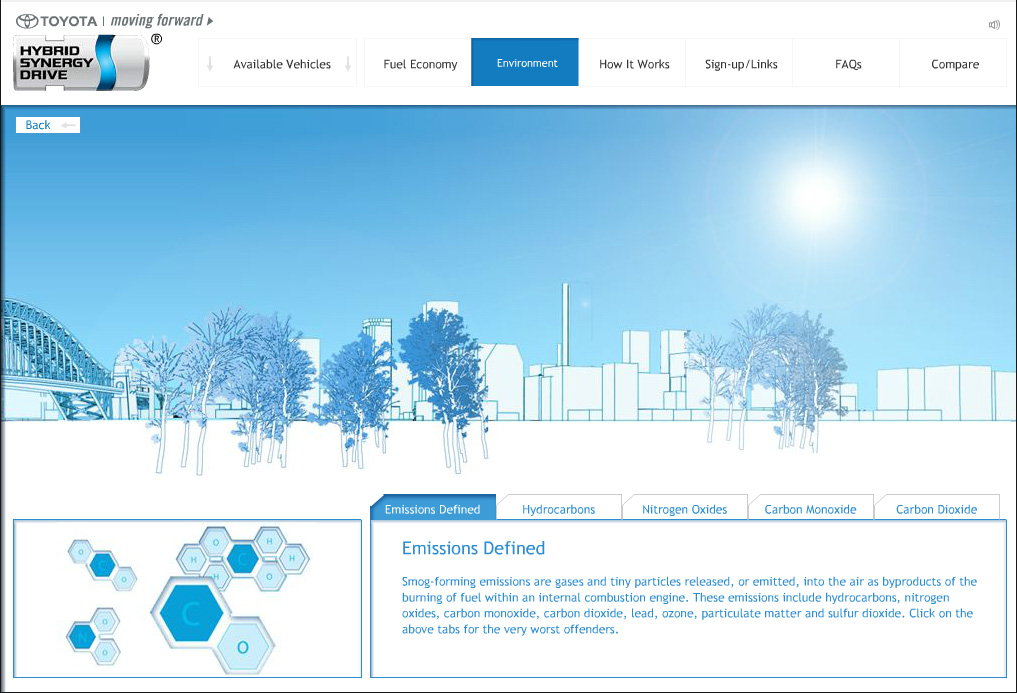 TOYOTA | moving forward
HYBRID
SYNERGY
DRIVE
®
Available Vehicles
Fuel Economy
Environment
How It Works
Sign-up/Links
FAQs
Compare
Back
Emissions Defined
Hydrocarbons
Nitrogen Oxides
Carbon Monoxide
Carbon Dioxide
Emissions Defined
Smog-forming emissions are gases and tiny particles released, or emitted, into the air as byproducts of the
burning of fuel within an internal combustion engine. These emissions include hydrocarbons, nitrogen
oxides, carbon monoxide, carbon dioxide, lead, ozone, particulate matter and sulfur dioxide. Click on the
above tabs for the very worst offenders.
O
C
O
O
H
H
C
H
H
O
C
O
O
N
O